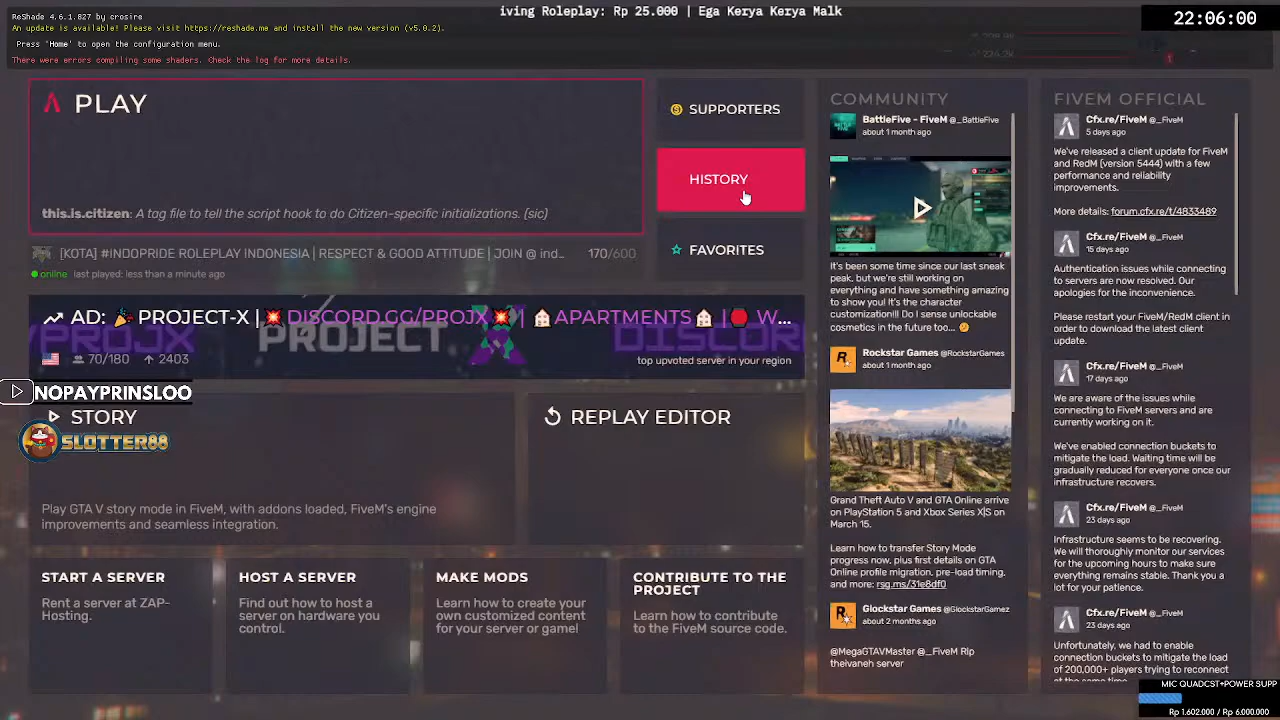 ReShade 4.6.1.827 by crosire
An update is available! Please visit https://reshade.me and install the new version (v5.0.2).
Press 'Home' to open the configuration menu.
There were errors compiling some shaders. Check the log for more details.
iving Roleplay: Rp 25.000 | Ega Kerya Kerya Malk
22:06:00
224.2K
1
PLAY
this.is.citizen: A tag file to tell the script hook to do Citizen-specific initializations. (sic)
[KOTA] #INDOPRIDE ROLEPLAY INDONESIA | RESPECT & GOOD ATTITUDE | JOIN @ ind...
170/600
online last played: less than a minute ago
SUPPORTERS
HISTORY
FAVORITES
AD: PROJECT-X | DISCORD.GG/PROJX | APARTMENTS | W...
PROJX PROJECT DISCOR
70/180 2403
top upvoted server in your region
NOPAYPRINSLOO
SLOTTER88
STORY
Play GTA V story mode in FiveM, with addons loaded, FiveM's engine
improvements and seamless integration.
REPLAY EDITOR
START A SERVER
Rent a server at ZAP-
Hosting.
HOST A SERVER
Find out how to host a
server on hardware you
control.
MAKE MODS
Learn how to create your
own customized content
for your server or game!
CONTRIBUTE TO THE
PROJECT
Learn how to contribute
to the FiveM source code.
COMMUNITY
BattleFive - FiveM @_BattleFive
about 1 month ago
It's been some time since our last sneak
peak, but we're still working on
everything and have something amazing
to show you! It's the character
customization!!! Do I sense unlockable
cosmetics in the future too...
Rockstar Games @RockstarGames
about 1 month ago
Grand Theft Auto V and GTA Online arrive
on PlayStation 5 and Xbox Series X|S on
March 15.
Learn how to transfer Story Mode
progress now, plus first details on GTA
Online profile migration, pre-load timing,
and more: rsg.ms/31e8df0
Glockstar Games @GlockstarGamez
about 2 months ago
@MegaGTAVMaster @_FiveM RIp
theivaneh server
FIVEM OFFICIAL
Cfx.re/FiveM @_FiveM
5 days ago
We've released a client update for FiveM
and RedM (version 5444) with a few
performance and reliability
improvements.
More details: forum.cfx.re/t/4833489
Cfx.re/FiveM @_FiveM
15 days ago
Authentication issues while connecting
to servers are now resolved. Our
apologies for the inconvenience.
Please restart your FiveM/RedM client in
order to download the latest client
update.
Cfx.re/FiveM @_FiveM
17 days ago
We are aware of the issues while
connecting to FiveM servers and are
currently working on it.
We've enabled connection buckets to
mitigate the load. Waiting time will be
gradually reduced for everyone once our
infrastructure recovers.
Cfx.re/FiveM @_FiveM
23 days ago
Infrastructure seems to be recovering.
We will thoroughly monitor our services
for the upcoming hours to make sure
everything remains stable. Thank you a
lot for your patience.
Cfx.re/FiveM @_FiveM
23 days ago
Unfortunately, we had to enable
connection buckets to mitigate the load
of 200,000+ players trying to reconnect
at the same time.
MIC QUADCST+POWER SUPP
Rp 1.602.000 / Rp 6.000.000